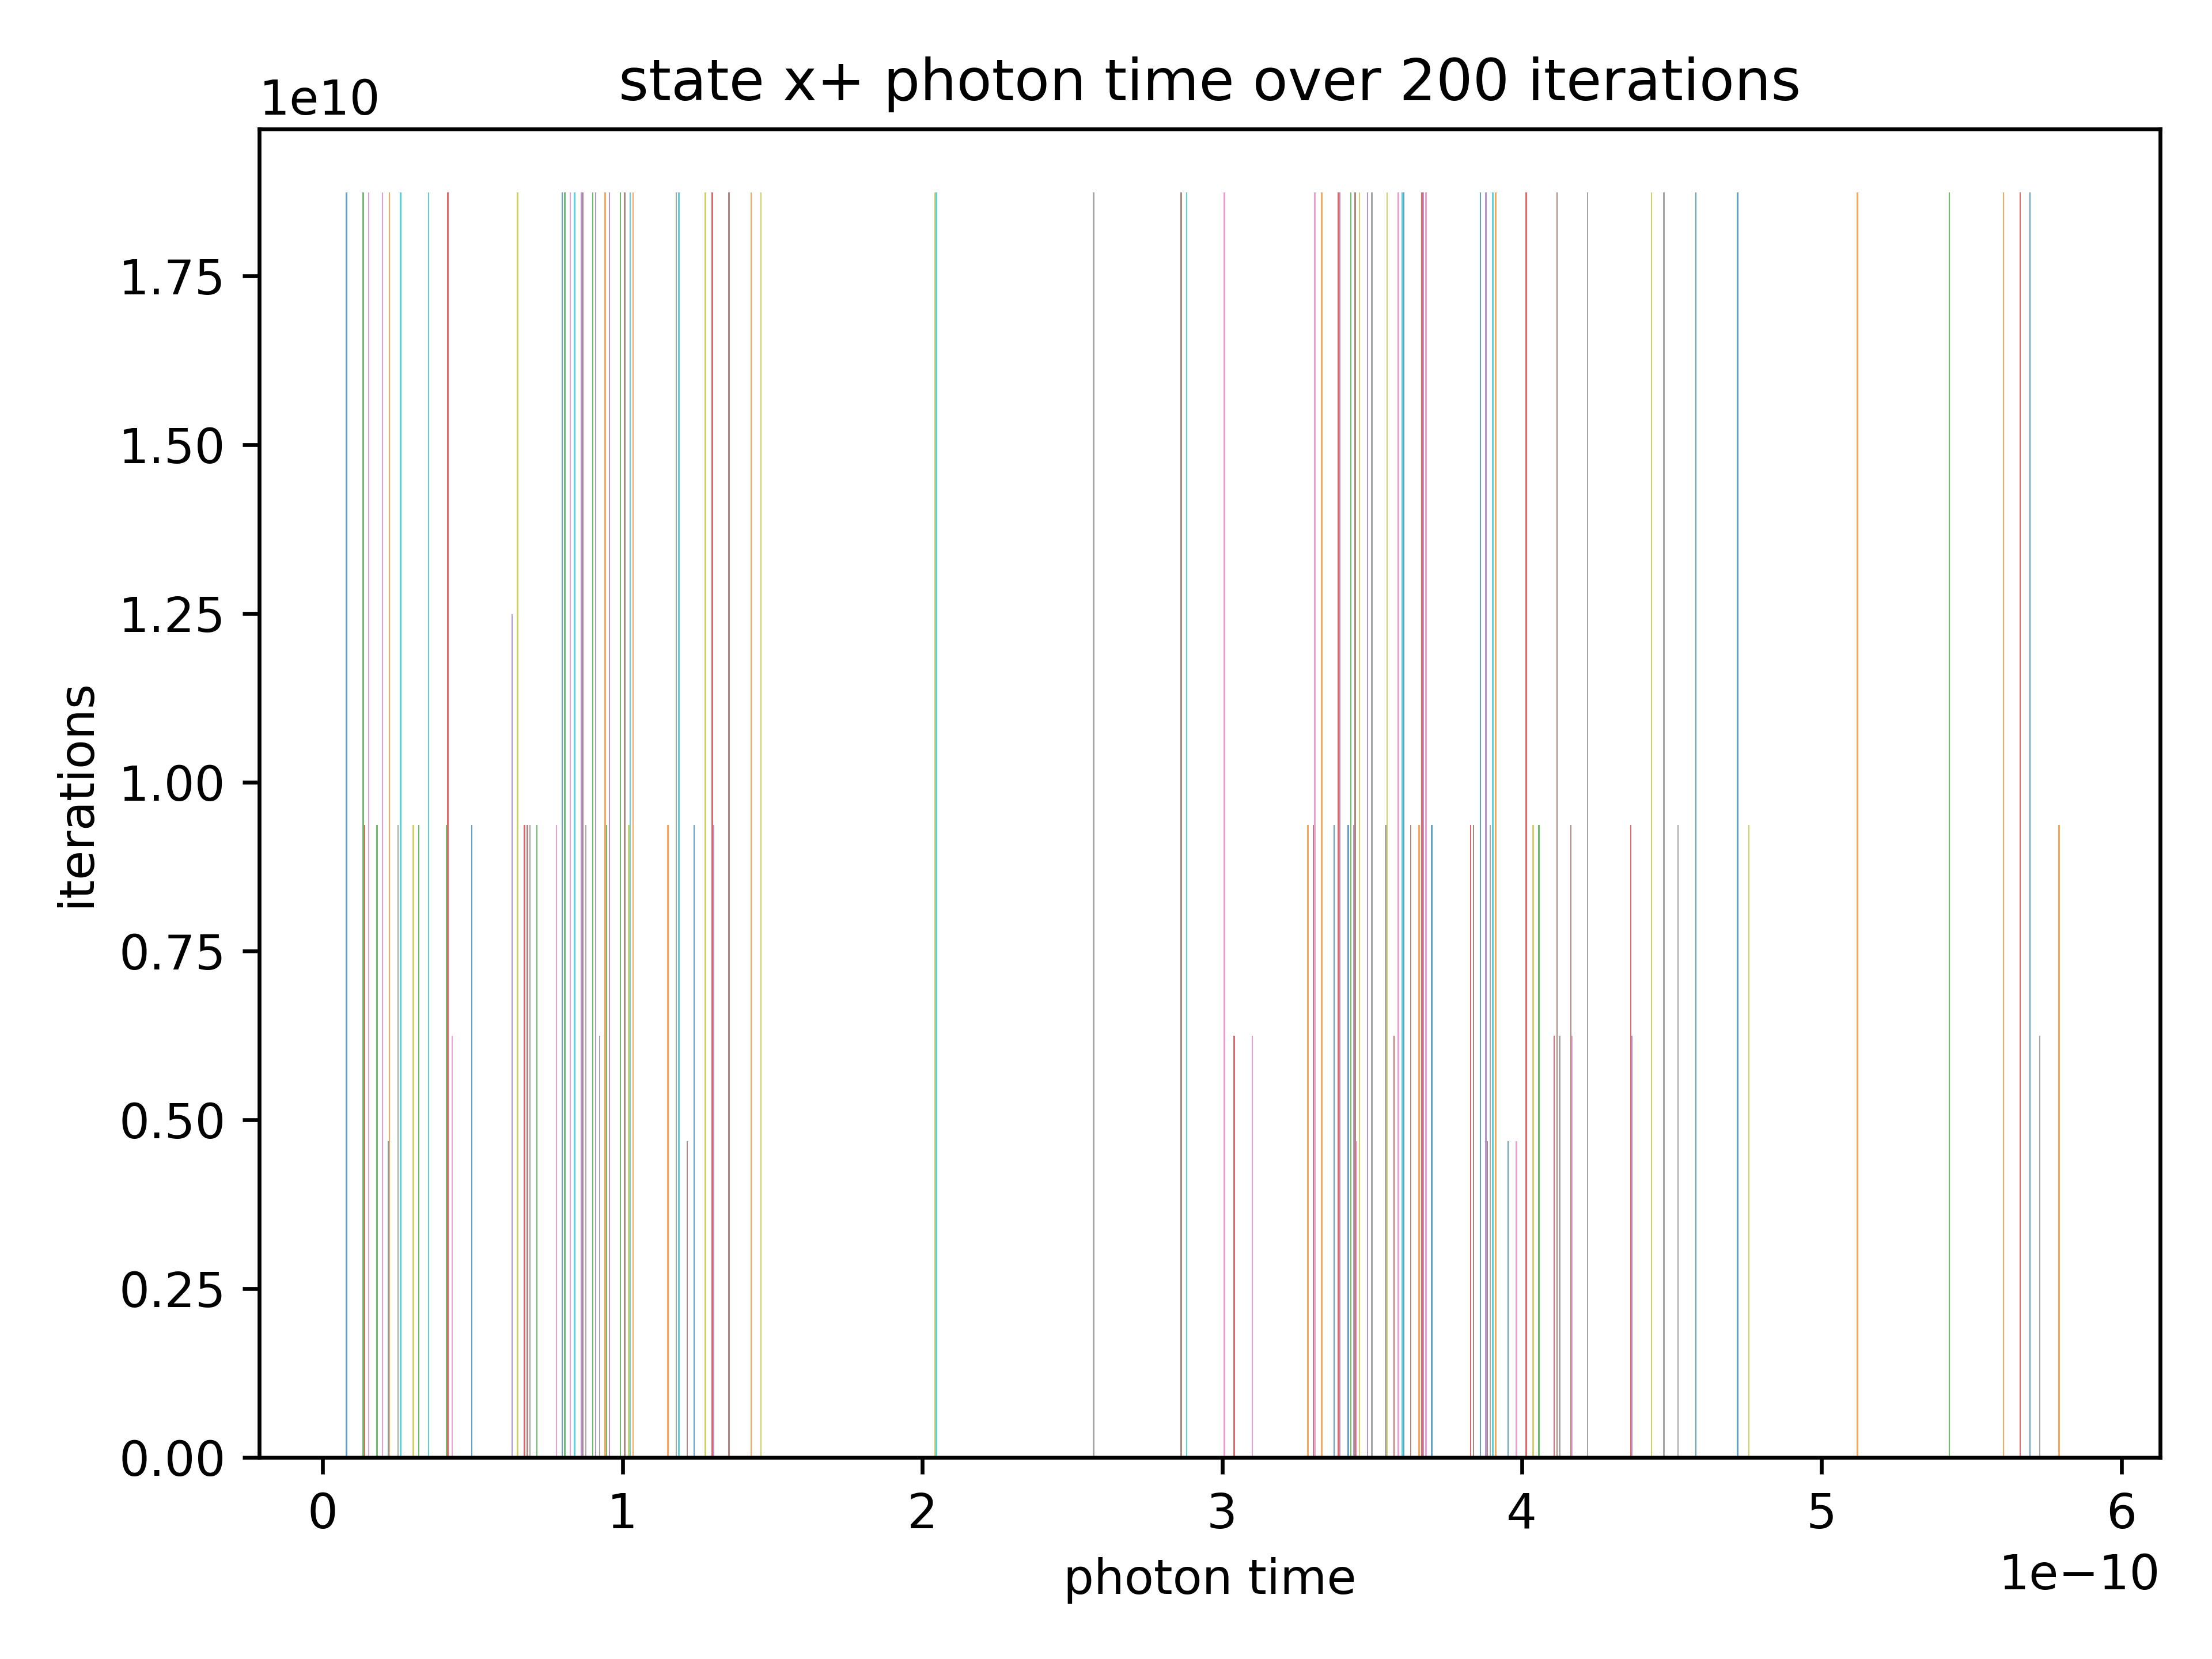 state x+ photon time over 200 iterations
1e10
1.75
1.50
1.25
1.00
0.75
0.50
0.25
0.00
iterations
0 1 2 3 4 5 6
1e−10
photon time